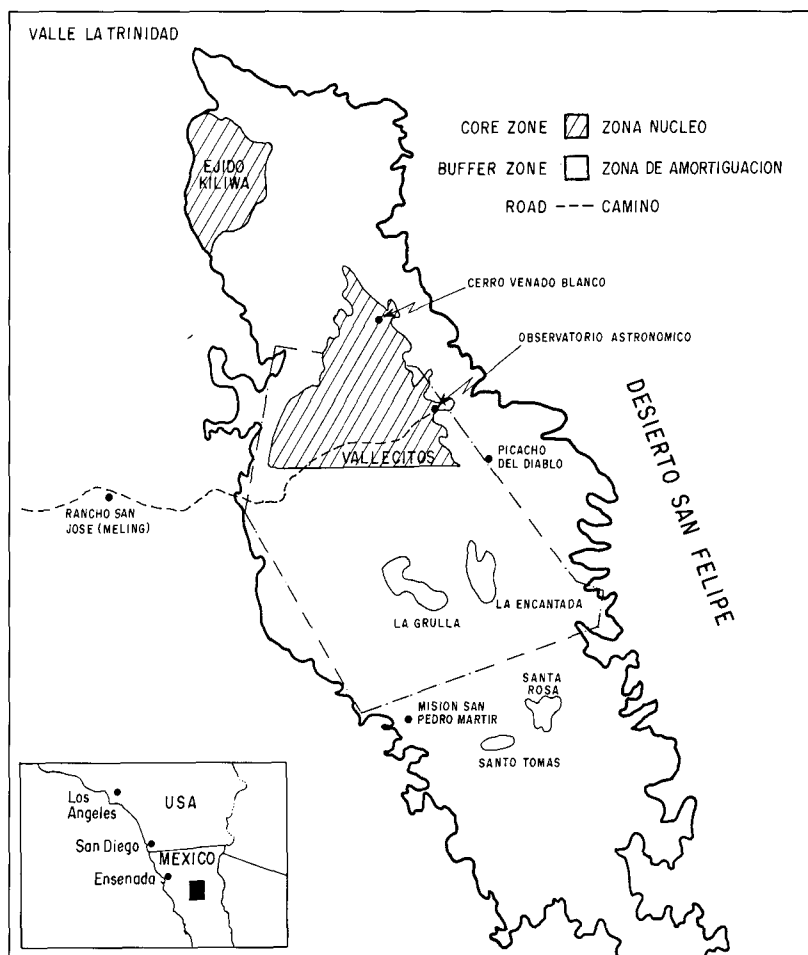 VALLE LA TRINIDAD
CORE ZONE ZONA NUCLEO
BUFFER ZONE ZONA DE AMORTIGUACION
ROAD CAMINO
EJIDO
KILIWA
CERRO VENADO BLANCO
OBSERVATORIO ASTRONOMICO
DESIERTO SAN FELIPE
VALLECITOS
PICACHO
DEL DIABLO
RANCHO SAN
JOSE (MELING)
LA GRULLA
LA ENCANTADA
MISION SAN
PEDRO MARTIR
SANTA
ROSA
SANTO TOMAS
Los
Angeles
USA
San Diego
MEXICO
Ensenada